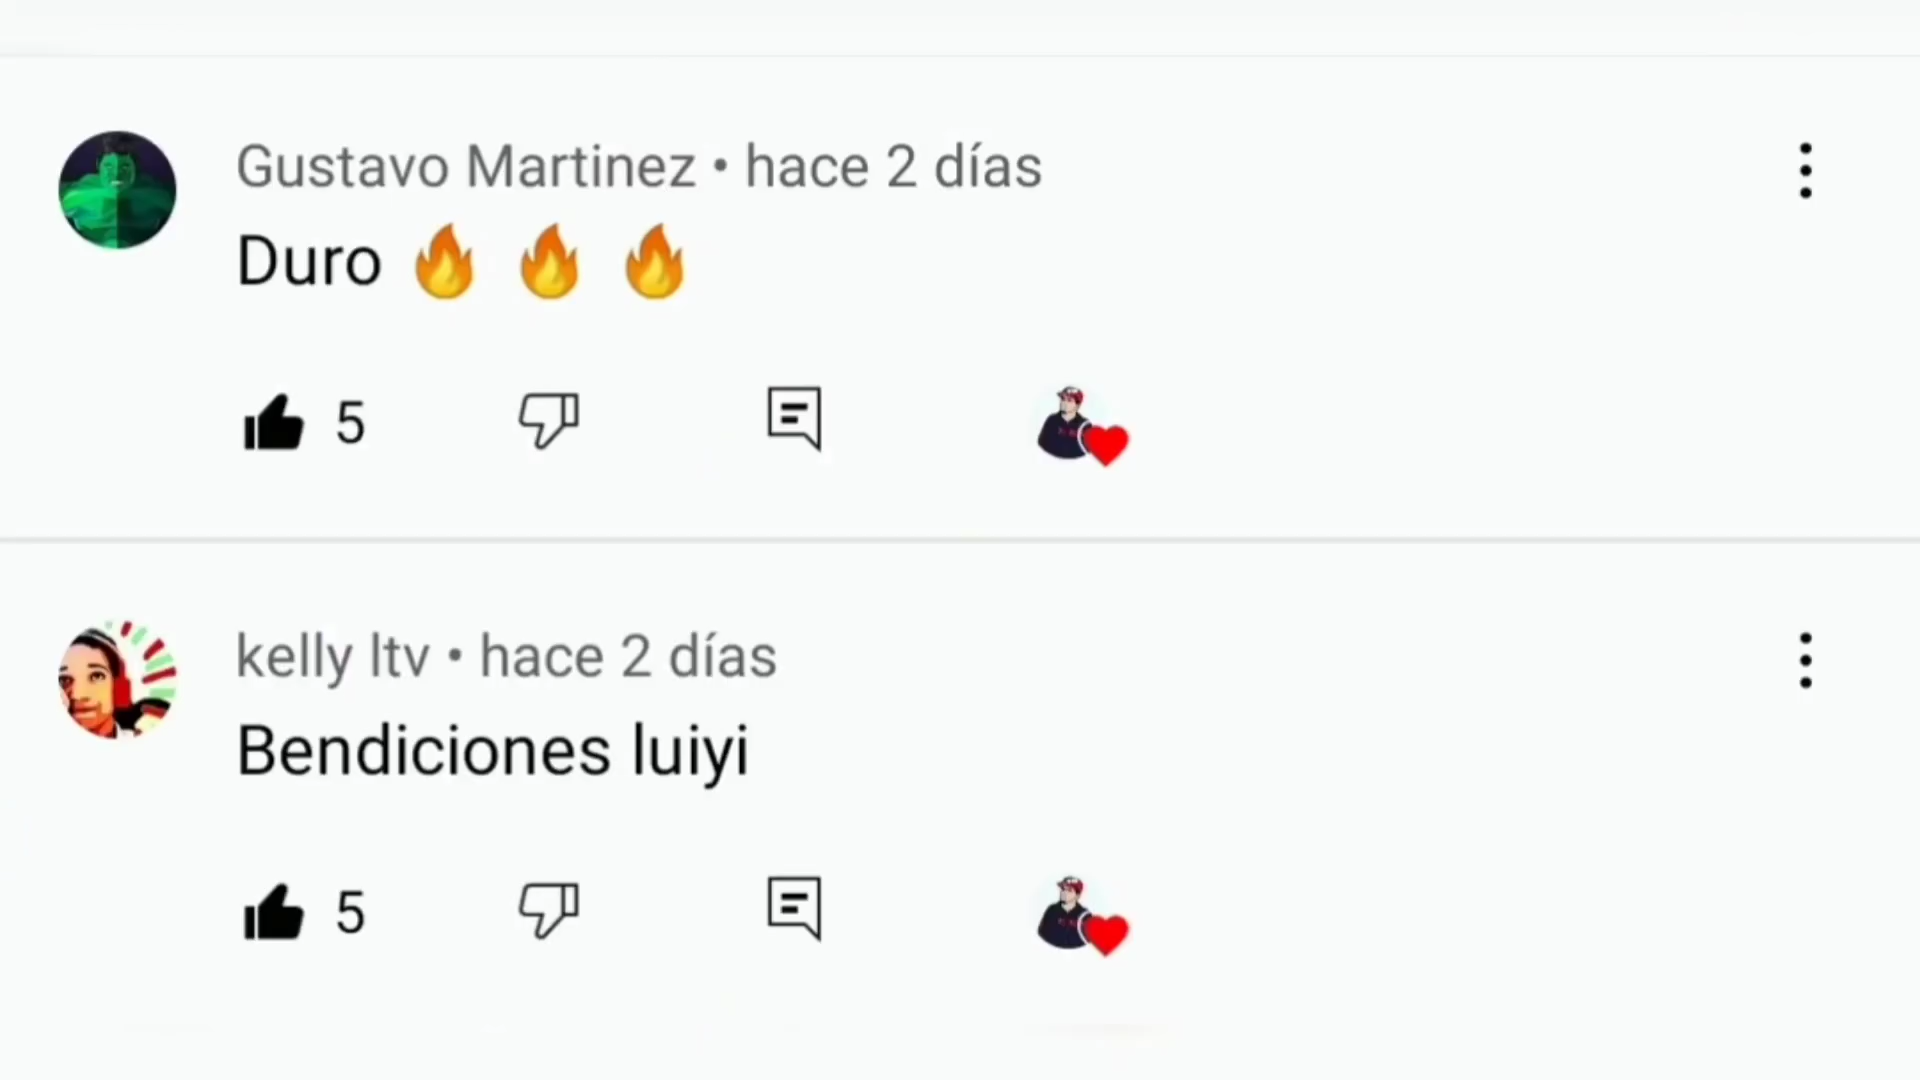 Gustavo Martinez • hace 2 días
Duro 🔥 🔥 🔥
5
kelly ltv • hace 2 días
Bendiciones luiyi
5